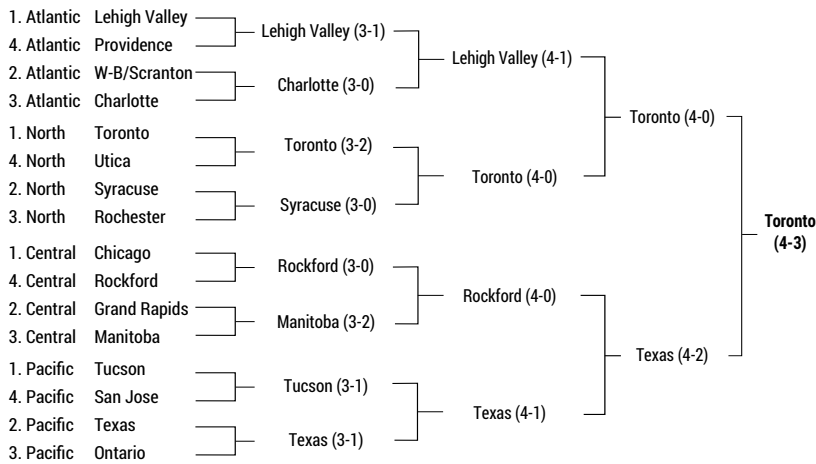 1. Atlantic Lehigh Valley
4. Atlantic Providence
2. Atlantic W-B/Scranton
3. Atlantic Charlotte
1. North Toronto
4. North Utica
2. North Syracuse
3. North Rochester
1. Central Chicago
4. Central Rockford
2. Central Grand Rapids
3. Central Manitoba
1. Pacific Tucson
4. Pacific San Jose
2. Pacific Texas
3. Pacific Ontario
Lehigh Valley (3-1)
Charlotte (3-0)
Toronto (3-2)
Syracuse (3-0)
Rockford (3-0)
Manitoba (3-2)
Tucson (3-1)
Texas (3-1)
Lehigh Valley (4-1)
Toronto (4-0)
Rockford (4-0)
Texas (4-1)
Toronto (4-0)
Texas (4-2)
Toronto
(4-3)